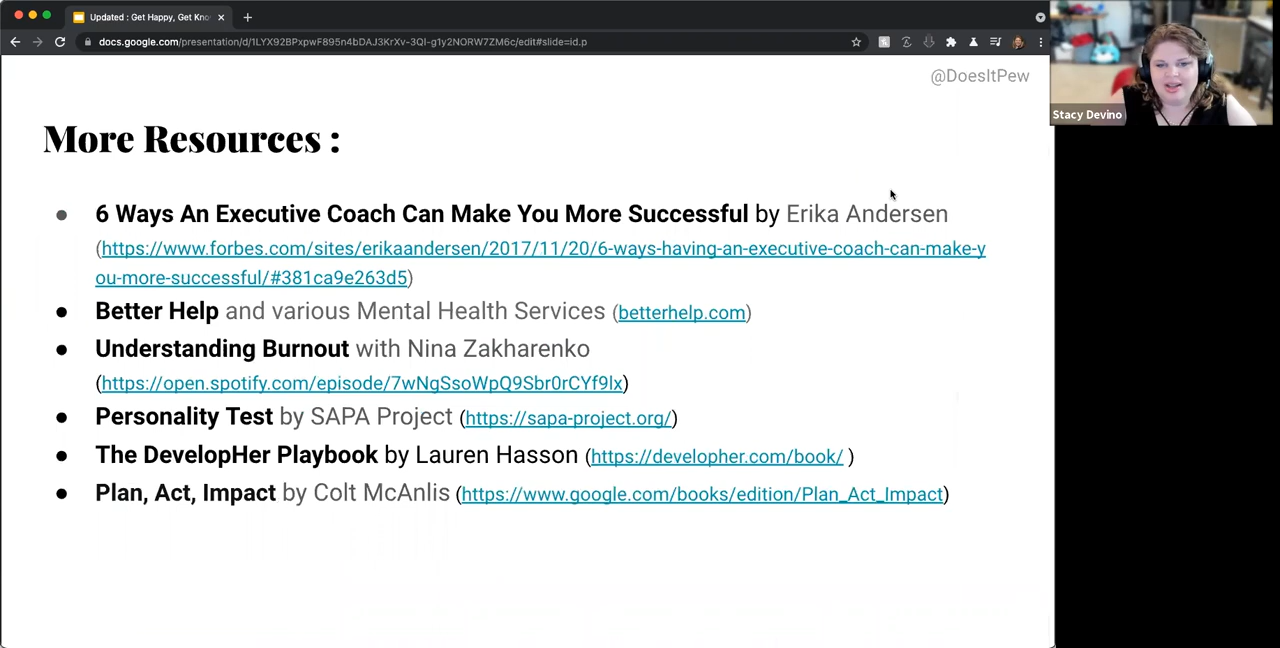 Updated : Get Happy, Get Kno
docs.google.com/presentation/d/1LYX92BPxpwF895n4bDAJ3KrXv-3QI-g1y2NORW7ZM6c/edit#slide=id.p
@DoesItPew
Stacy Devino
More Resources :
6 Ways An Executive Coach Can Make You More Successful by Erika Andersen
(https://www.forbes.com/sites/erikaandersen/2017/11/20/6-ways-having-an-executive-coach-can-make-y
ou-more-successful/#381ca9e263d5)
Better Help and various Mental Health Services (betterhelp.com)
Understanding Burnout with Nina Zakharenko
(https://open.spotify.com/episode/7wNgSsoWpQ9Sbr0rCYf9lx)
Personality Test by SAPA Project (https://sapa-project.org/)
The DevelopHer Playbook by Lauren Hasson (https://developher.com/book/ )
Plan, Act, Impact by Colt McAnlis (https://www.google.com/books/edition/Plan_Act_Impact)